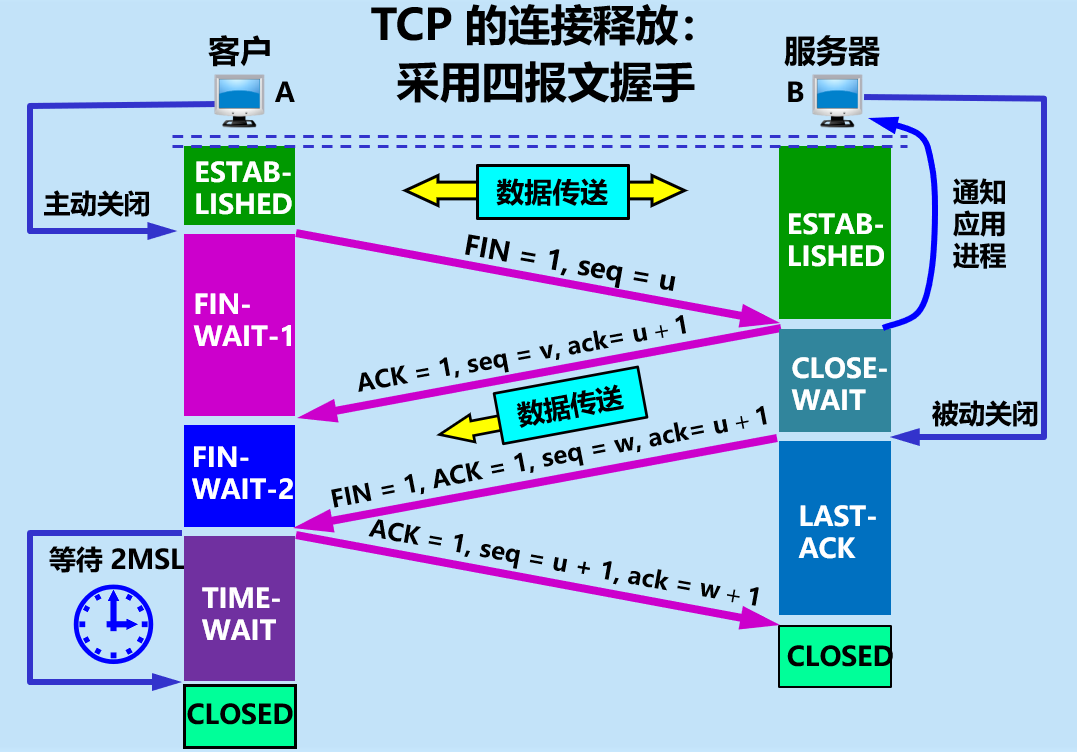 TCP 的连接释放：
采用四报文握手
客户
A
服务器
B
ESTAB-
LISHED
数据传送
主动关闭
ESTAB-
LISHED
通知
应用
进程
FIN = 1, seq = u
FIN-
WAIT-1
ACK = 1, seq = v, ack= u + 1
CLOSE-
WAIT
数据传送
被动关闭
FIN-
WAIT-2
FIN = 1, ACK = 1, seq = w, ack= u + 1
LAST-
ACK
ACK = 1, seq = u + 1, ack = w + 1
等待 2MSL
TIME-
WAIT
CLOSED
CLOSED